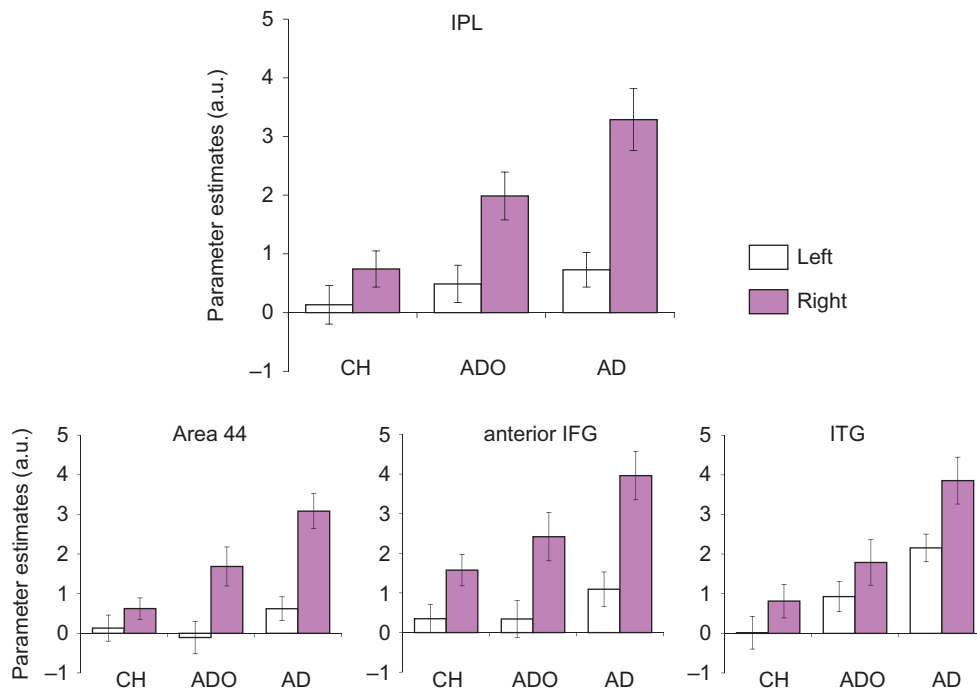 IPL
Parameter estimates (a.u.)
5
4
3
2
1
0
–1
CH ADO AD
Left
Right
Area 44
Parameter estimates (a.u.)
5
4
3
2
1
0
–1
CH ADO AD
anterior IFG
5
4
3
2
1
0
–1
CH ADO AD
ITG
5
4
3
2
1
0
–1
CH ADO AD